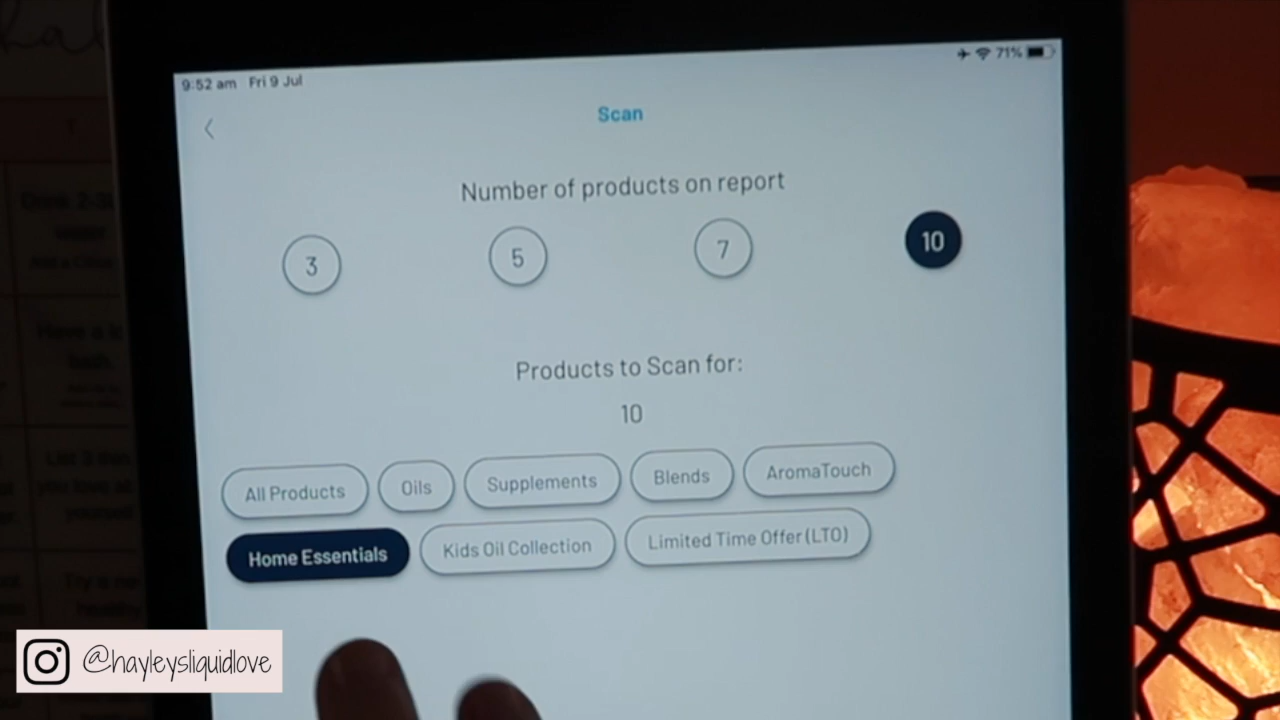 9:52 am Fri 9 Jul
71%
Scan
Number of products on report
3 5 7 10
Products to Scan for:
10
All Products Oils Supplements Blends AromaTouch
Home Essentials Kids Oil Collection Limited Time Offer (LTO)
@hayleysliquidlove